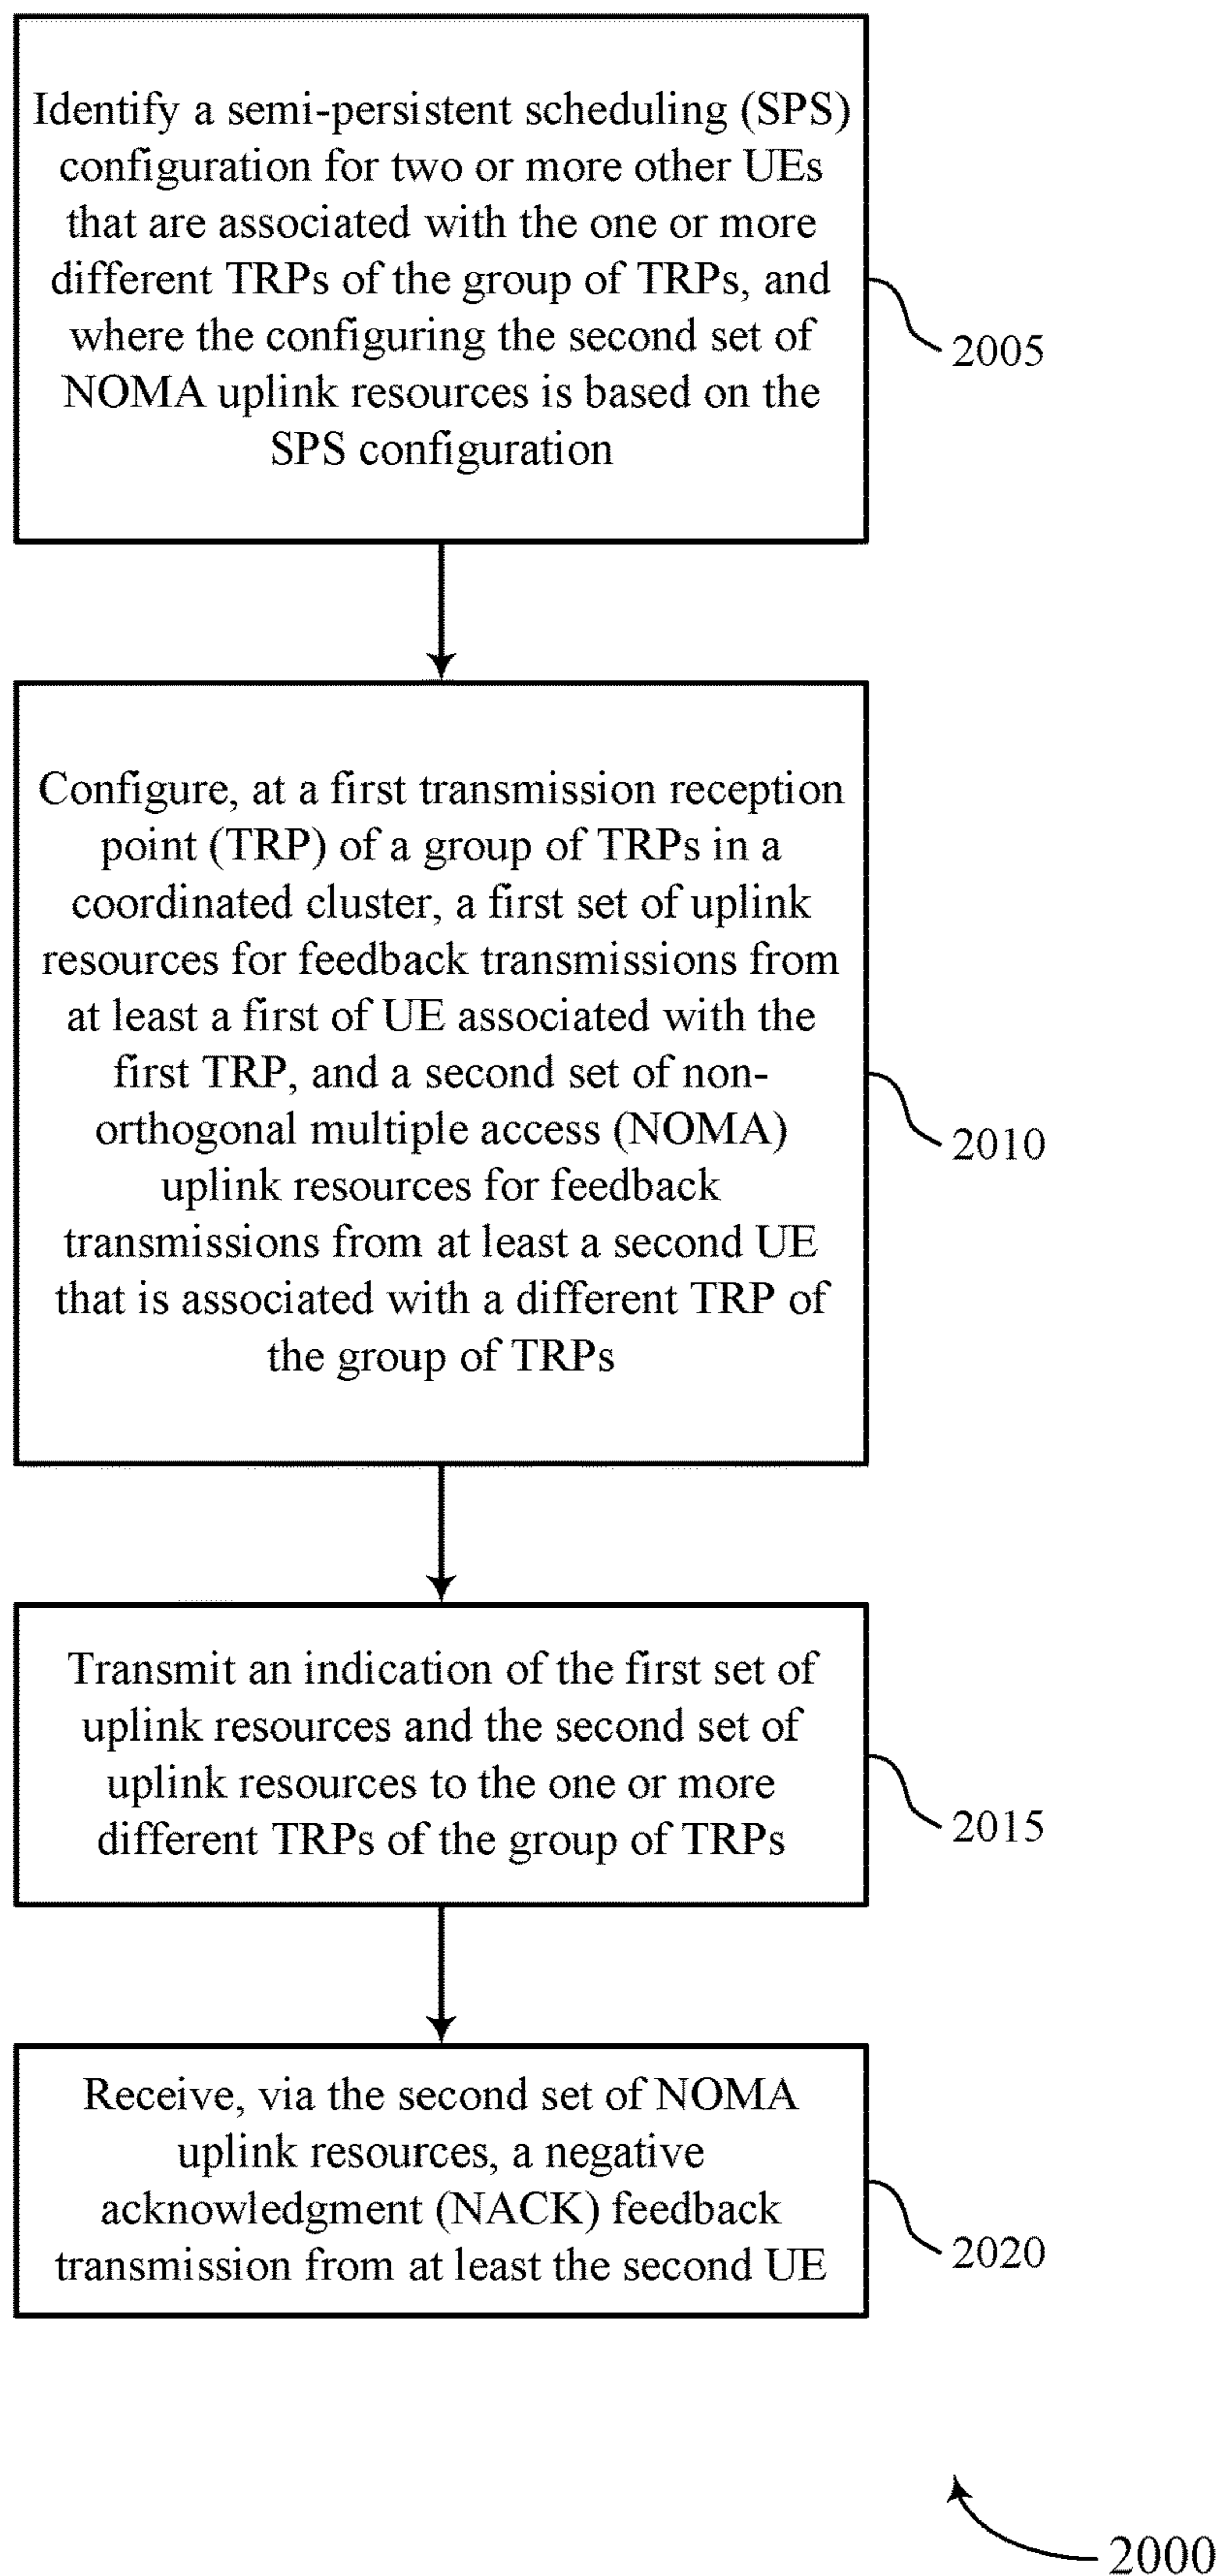 Identify a semi-persistent scheduling (SPS)
configuration for two or more other UEs
that are associated with the one or more
different TRPs of the group of TRPs, and
where the configuring the second set of
NOMA uplink resources is based on the
SPS configuration
2005
Configure, at a first transmission reception
point (TRP) of a group of TRPs in a
coordinated cluster, a first set of uplink
resources for feedback transmissions from
at least a first of UE associated with the
first TRP, and a second set of non-
orthogonal multiple access (NOMA)
uplink resources for feedback
transmissions from at least a second UE
that is associated with a different TRP of
the group of TRPs
2010
Transmit an indication of the first set of
uplink resources and the second set of
uplink resources to the one or more
different TRPs of the group of TRPs
2015
Receive, via the second set of NOMA
uplink resources, a negative
acknowledgment (NACK) feedback
transmission from at least the second UE
2020
2000